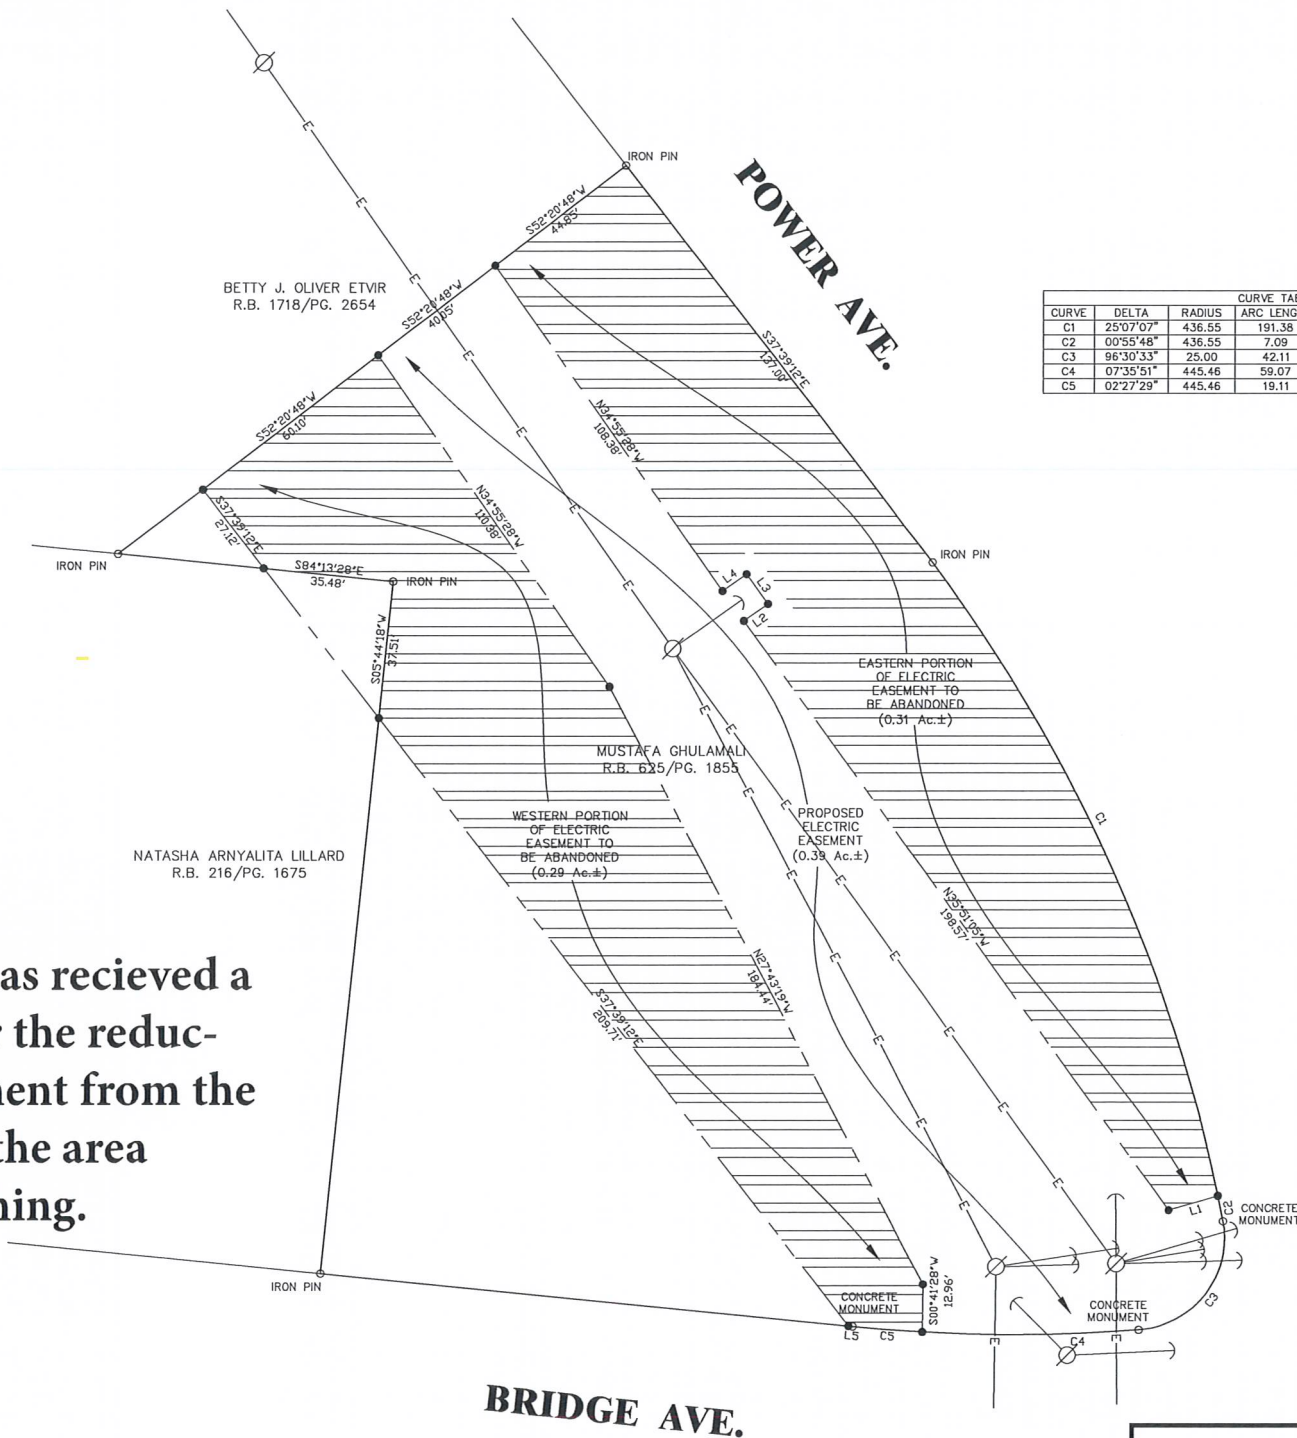 IRON PIN
POWER AVE.
S52°20'48"W
44.85'
BETTY J. OLIVER ETVIR
R.B. 1718/PG. 2654
S52°20'48"W
40.05'
CURVE
DELTA
RADIUS
C1 25°07'07" 436.55 191.38
C2 00°55'48" 436.55 7.09
C3 96°30'33" 25.00 42.11
C4 07°35'51" 445.46 59.07
C5 02°27'29" 445.46 19.11
S37°39'12"E
137.00'
S52°20'48"W
60.10'
N34°55'28"W
108.38'
N34°55'28"W
110.38'
S37°39'12"E
27.12'
IRON PIN
S84°13'28"E
35.48'
IRON PIN
IRON PIN
L4
L3
L2
S05°44'18"W
37.51'
EASTERN PORTION
OF ELECTRIC
EASEMENT TO
BE ABANDONED
(0.31 Ac.±)
MUSTAFA GHULAMALI
R.B. 625/PG. 1855
WESTERN PORTION
OF ELECTRIC
EASEMENT TO
BE ABANDONED
(0.29 Ac.±)
PROPOSED
ELECTRIC
EASEMENT
(0.39 Ac.±)
C1
NATASHA ARNYALITA LILLARD
R.B. 216/PG. 1675
N35°51'05"W
198.57'
as recieved a
the reduc-
ent from the
the area
ning.
N27°43'19"W
184.44'
S37°39'12"E
209.71'
L1
C2
CONCRETE
MONUMENT
IRON PIN
S00°41'28"W
12.96'
CONCRETE
MONUMENT
CONCRETE
MONUMENT
C3
L5
C5
C4
E E E E E E E E E E E E E E E E E E E E
BRIDGE AVE.